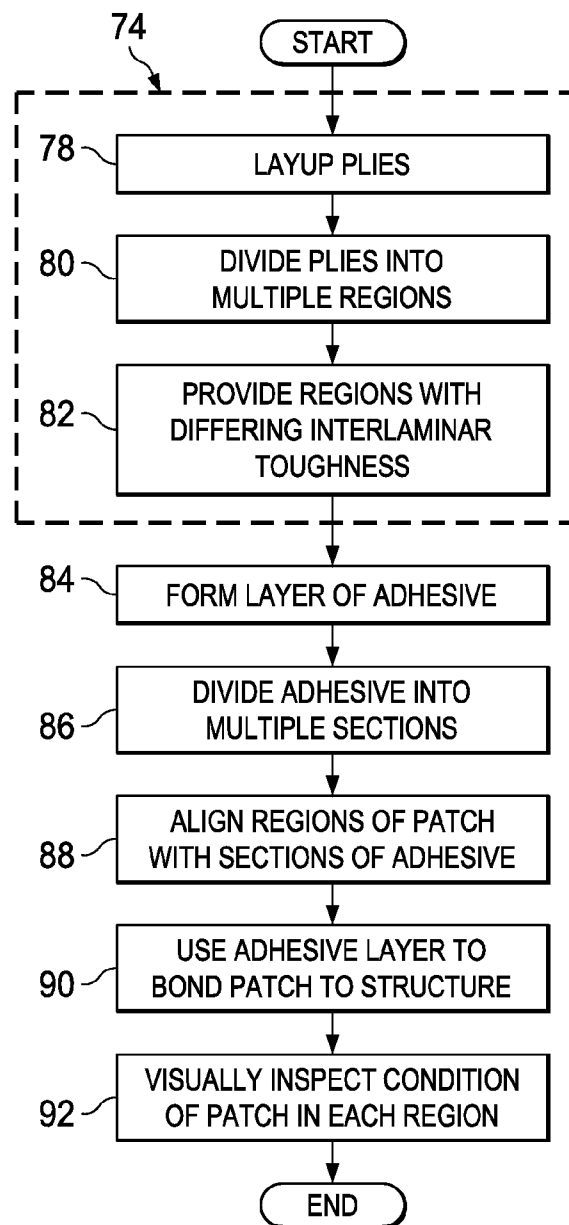 74
START
78
LAYUP PLIES
80
DIVIDE PLIES INTO
MULTIPLE REGIONS
82
PROVIDE REGIONS WITH
DIFFERING INTERLAMINAR
TOUGHNESS
84
FORM LAYER OF ADHESIVE
86
DIVIDE ADHESIVE INTO
MULTIPLE SECTIONS
88
ALIGN REGIONS OF PATCH
WITH SECTIONS OF ADHESIVE
90
USE ADHESIVE LAYER TO
BOND PATCH TO STRUCTURE
92
VISUALLY INSPECT CONDITION
OF PATCH IN EACH REGION
END